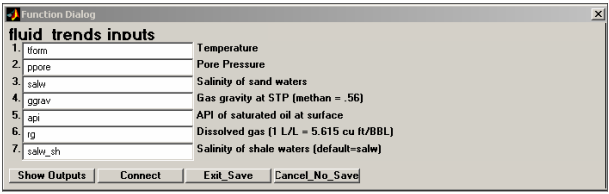 Function Dialog
fluid trends inputs
1. tform Temperature
2. ppore Pore Pressure
3. salw Salinity of sand waters
4. ggrav Gas gravity at STP (methan = .56)
5. api API of saturated oil at surface
6. rg Dissolved gas (1 L/L = 5.615 cu ft/BBL)
7. salw_sh Salinity of shale waters (default=salw)
Show Outputs Connect Exit_Save Cancel_No_Save